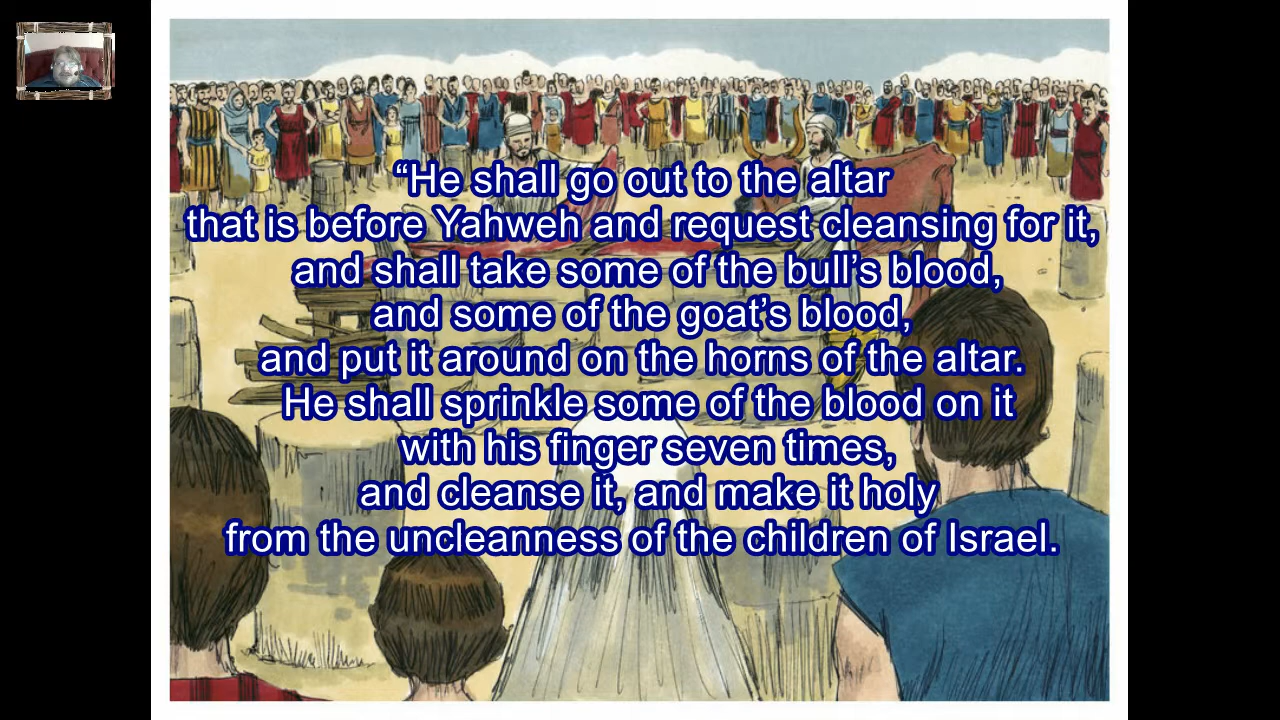 “He shall go out to the altar
that is before Yahweh and request cleansing for it,
and shall take some of the bull’s blood,
and some of the goat’s blood,
and put it around on the horns of the altar.
He shall sprinkle some of the blood on it
with his finger seven times,
and cleanse it, and make it holy
from the uncleanness of the children of Israel.